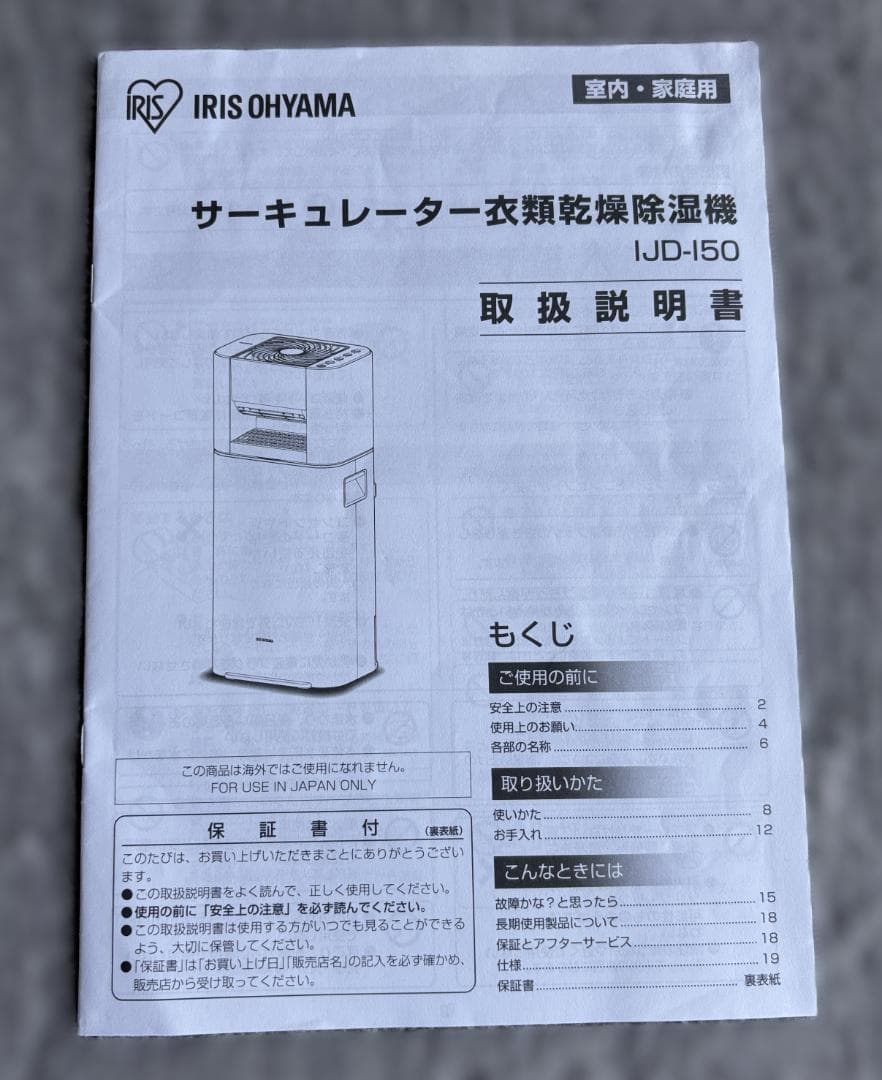 IRIS IRIS OHYAMA
室内・家庭用
サーキュレーター衣類乾燥除湿機
IJD-I50
取扱説明書
もくじ
ご使用の前に
安全上の注意 2
使用上のお願い 4
各部の名称 6
取り扱いかた
使いかた 8
お手入れ 12
こんなときには
故障かな？と思ったら 15
長期使用製品について 18
保証とアフターサービス 18
仕様 19
保証書 裏表紙
この商品は海外ではご使用になれません。
FOR USE IN JAPAN ONLY
保証書付（裏表紙）
このたびは、お買い上げいただきまことにありがとうござい
ます。
●この取扱説明書をよく読んで、正しく使用してください。
●使用の前に「安全上の注意」を必ず読んでください。
●この取扱説明書は使用する方がいつでも見ることができる
よう、大切に保管してください。
●「保証書」は「お買い上げ日」「販売店名」の記入を必ず確かめ、
販売店から受け取ってください。